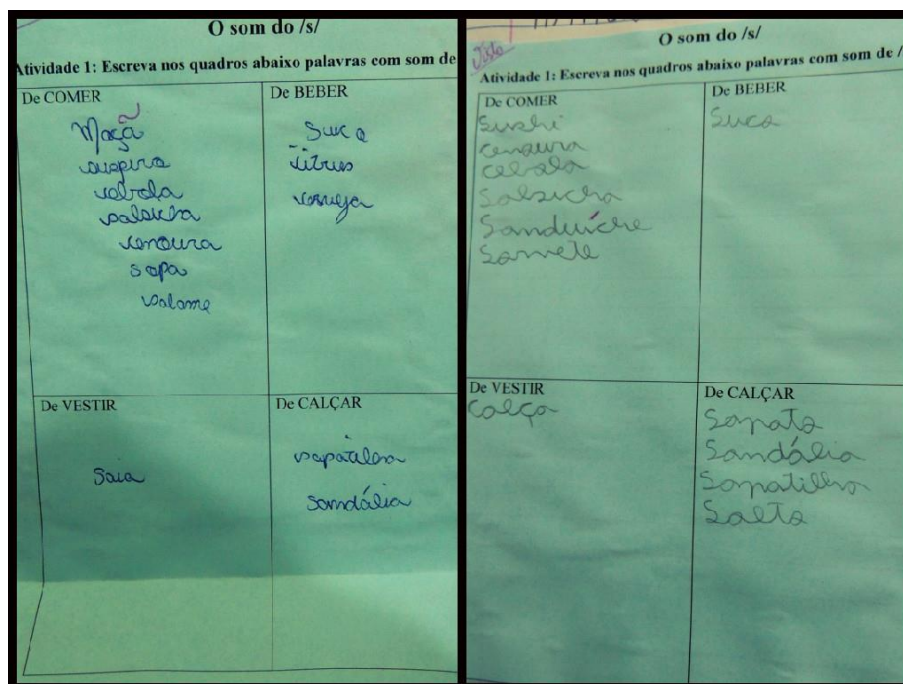 O som do /s/
Atividade 1: Escreva nos quadros abaixo palavras com som de
De COMER
Maçã
suspiro
cebola
salsicha
cenoura
sopa
salame
De BEBER
Suco
citrus
cerveja
De VESTIR
Saia
De CALÇAR
sapatilha
sandália
Visto
O som do /s/
Atividade 1: Escreva nos quadros abaixo palavras com som de /
De COMER
Sushi
cenoura
cebola
Salsicha
Sanduíche
Sorvete
De BEBER
Suco
De VESTIR
Calça
De CALÇAR
Sapato
Sandália
Sapatilha
Salto